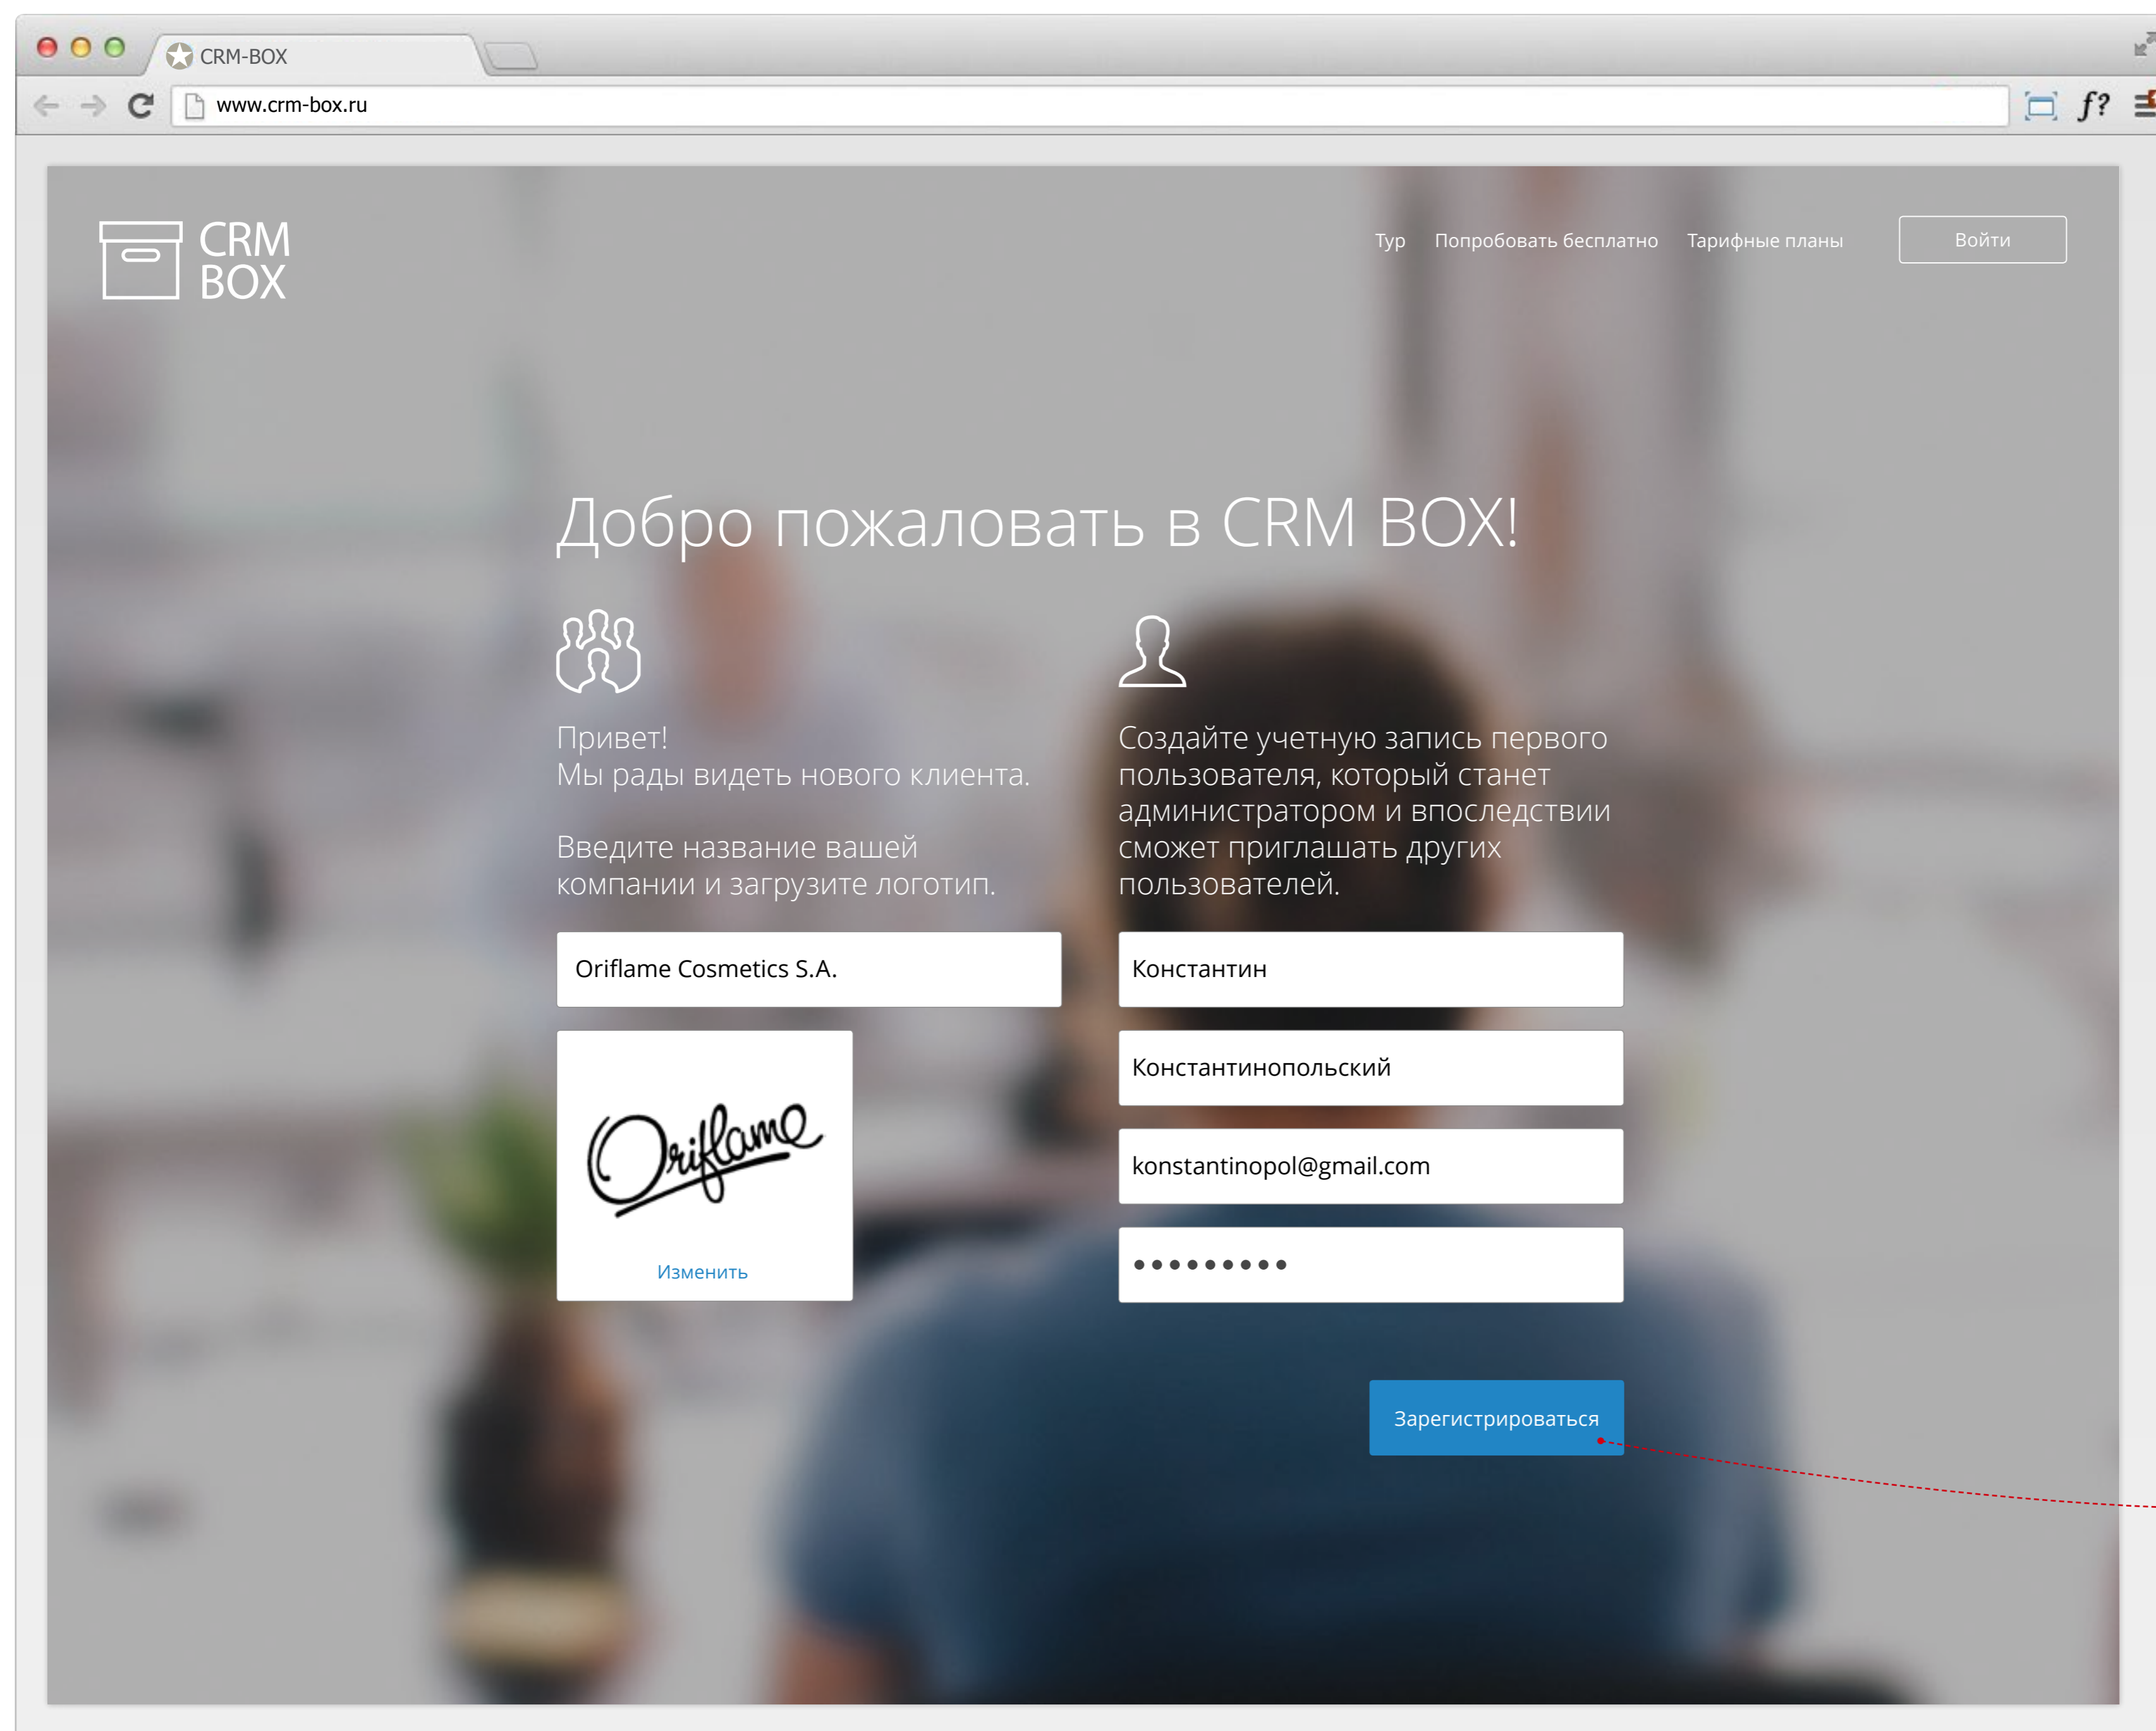 CRM-BOX
www.crm-box.ru
f?
CRM
BOX
Тур Попробовать бесплатно Тарифные планы Войти
Добро пожаловать в CRM BOX!
Привет!
Мы рады видеть нового клиента.
Введите название вашей
компании и загрузите логотип.
Oriflame Cosmetics S.A.
Oriflame
Изменить
Создайте учетную запись первого
пользователя, который станет
администратором и впоследствии
сможет приглашать других
пользователей.
Константин
Константинопольский
konstantinopol@gmail.com
•••••••••
Зарегистрироваться